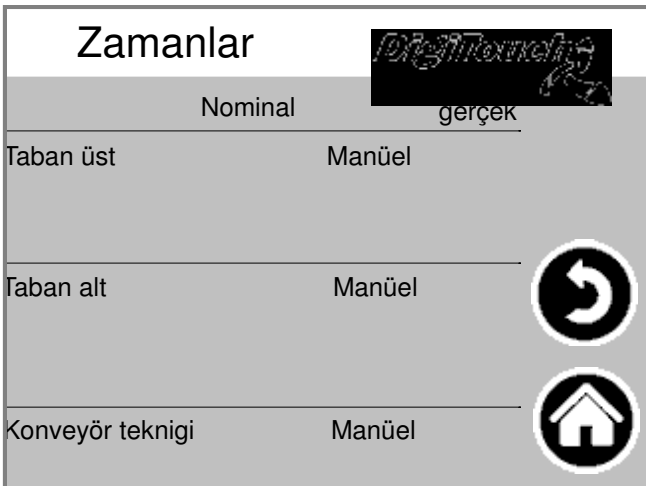 Zamanlar
DigiTouch
Nominal gerçek
Taban üst Manüel
Taban alt Manüel
Konveyör teknigi Manüel